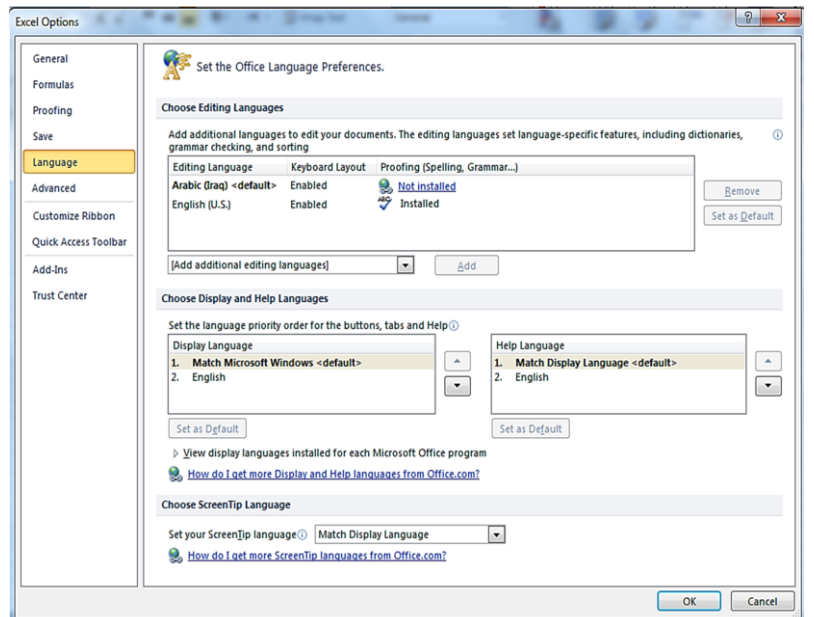 Excel Options
General
Formulas
Proofing
Save
Language
Advanced
Customize Ribbon
Quick Access Toolbar
Add-Ins
Trust Center
Set the Office Language Preferences.
Choose Editing Languages
Add additional languages to edit your documents. The editing languages set language-specific features, including dictionaries,
grammar checking, and sorting
Editing Language Keyboard Layout Proofing (Spelling, Grammar...)
Arabic (Iraq) <default> Enabled Not installed
English (U.S.) Enabled Installed
Remove
Set as Default
[Add additional editing languages] Add
Choose Display and Help Languages
Set the language priority order for the buttons, tabs and Help
Display Language
1. Match Microsoft Windows <default>
2. English
Set as Default
Help Language
1. Match Display Language <default>
2. English
Set as Default
View display languages installed for each Microsoft Office program
How do I get more Display and Help languages from Office.com?
Choose ScreenTip Language
Set your ScreenTip language Match Display Language
How do I get more ScreenTip languages from Office.com?
OK Cancel